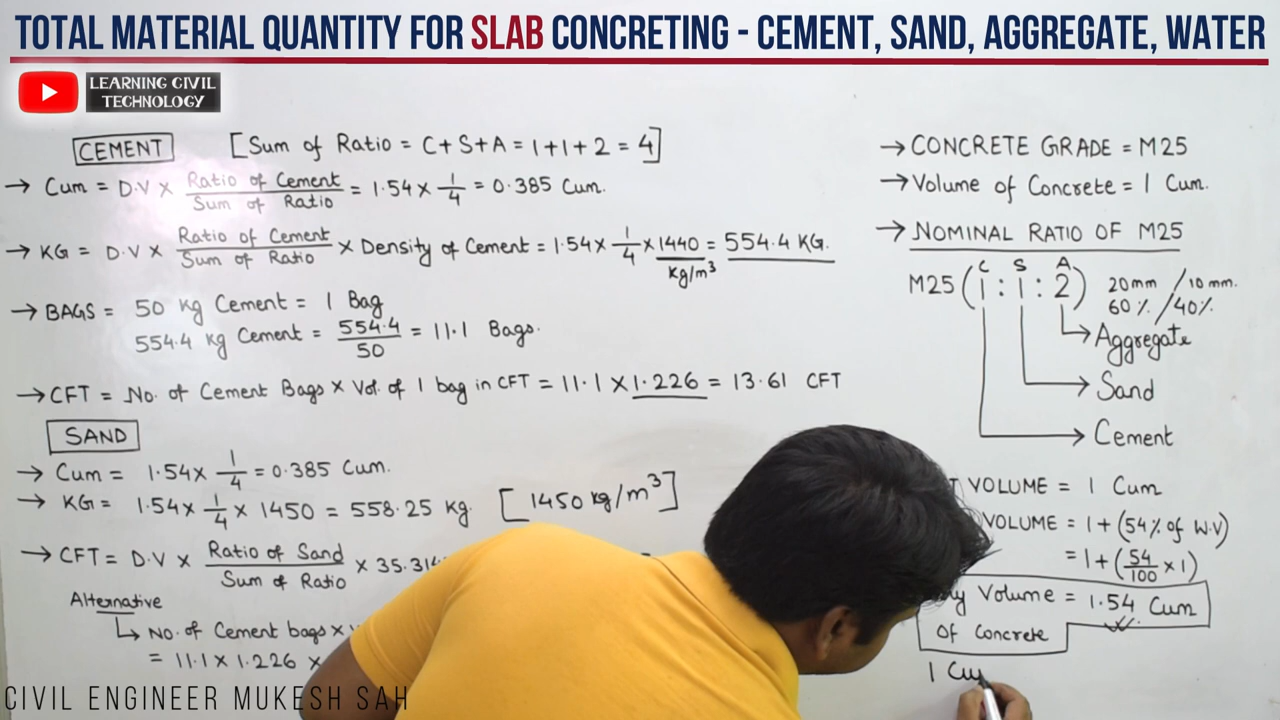 TOTAL MATERIAL QUANTITY FOR SLAB CONCRETING - CEMENT, SAND, AGGREGATE, WATER
LEARNING CIVIL
TECHNOLOGY
CEMENT [Sum of Ratio = C+S+A = 1+1+2 = 4]
→ Cum = D.V × Ratio of Cement / Sum of Ratio = 1.54 × 1/4 = 0.385 Cum.
→ KG = D.V × Ratio of Cement / Sum of Ratio × Density of Cement = 1.54 × 1/4 × 1440 = 554.4 KG.
kg/m³
→ BAGS = 50 kg Cement = 1 Bag
554.4 kg Cement = 554.4 / 50 = 11.1 Bags.
→ CFT = No. of Cement Bags × Vol. of 1 bag in CFT = 11.1 × 1.226 = 13.61 CFT
SAND
→ Cum = 1.54 × 1/4 = 0.385 Cum.
→ KG = 1.54 × 1/4 × 1450 = 558.25 kg. [1450 kg/m³]
→ CFT = D.V × Ratio of Sand / Sum of Ratio × 35.314
Alternative
↳ No. of Cement bags ×
= 11.1 × 1.226 ×
→ CONCRETE GRADE = M25
→ Volume of Concrete = 1 Cum.
→ NOMINAL RATIO OF M25
C S A
M25 (1 : 1 : 2) 20mm / 10mm.
60% / 40%.
→ Aggregate
→ Sand
→ Cement
VOLUME = 1 Cum
VOLUME = 1 + (54% of W.V)
= 1 + (54/100 × 1)
Volume = 1.54 Cum
Of Concrete
1 Cu
CIVIL ENGINEER MUKESH SAH